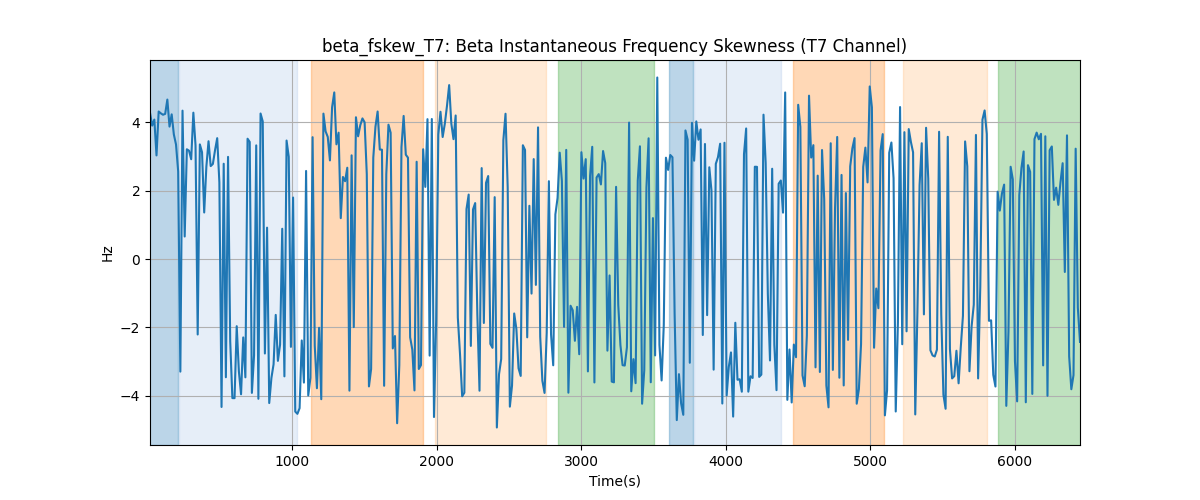 beta_fskew_T7: Beta Instantaneous Frequency Skewness (T7 Channel)
Hz
4
2
0
−2
−4
1000 2000 3000 4000 5000 6000
Time(s)